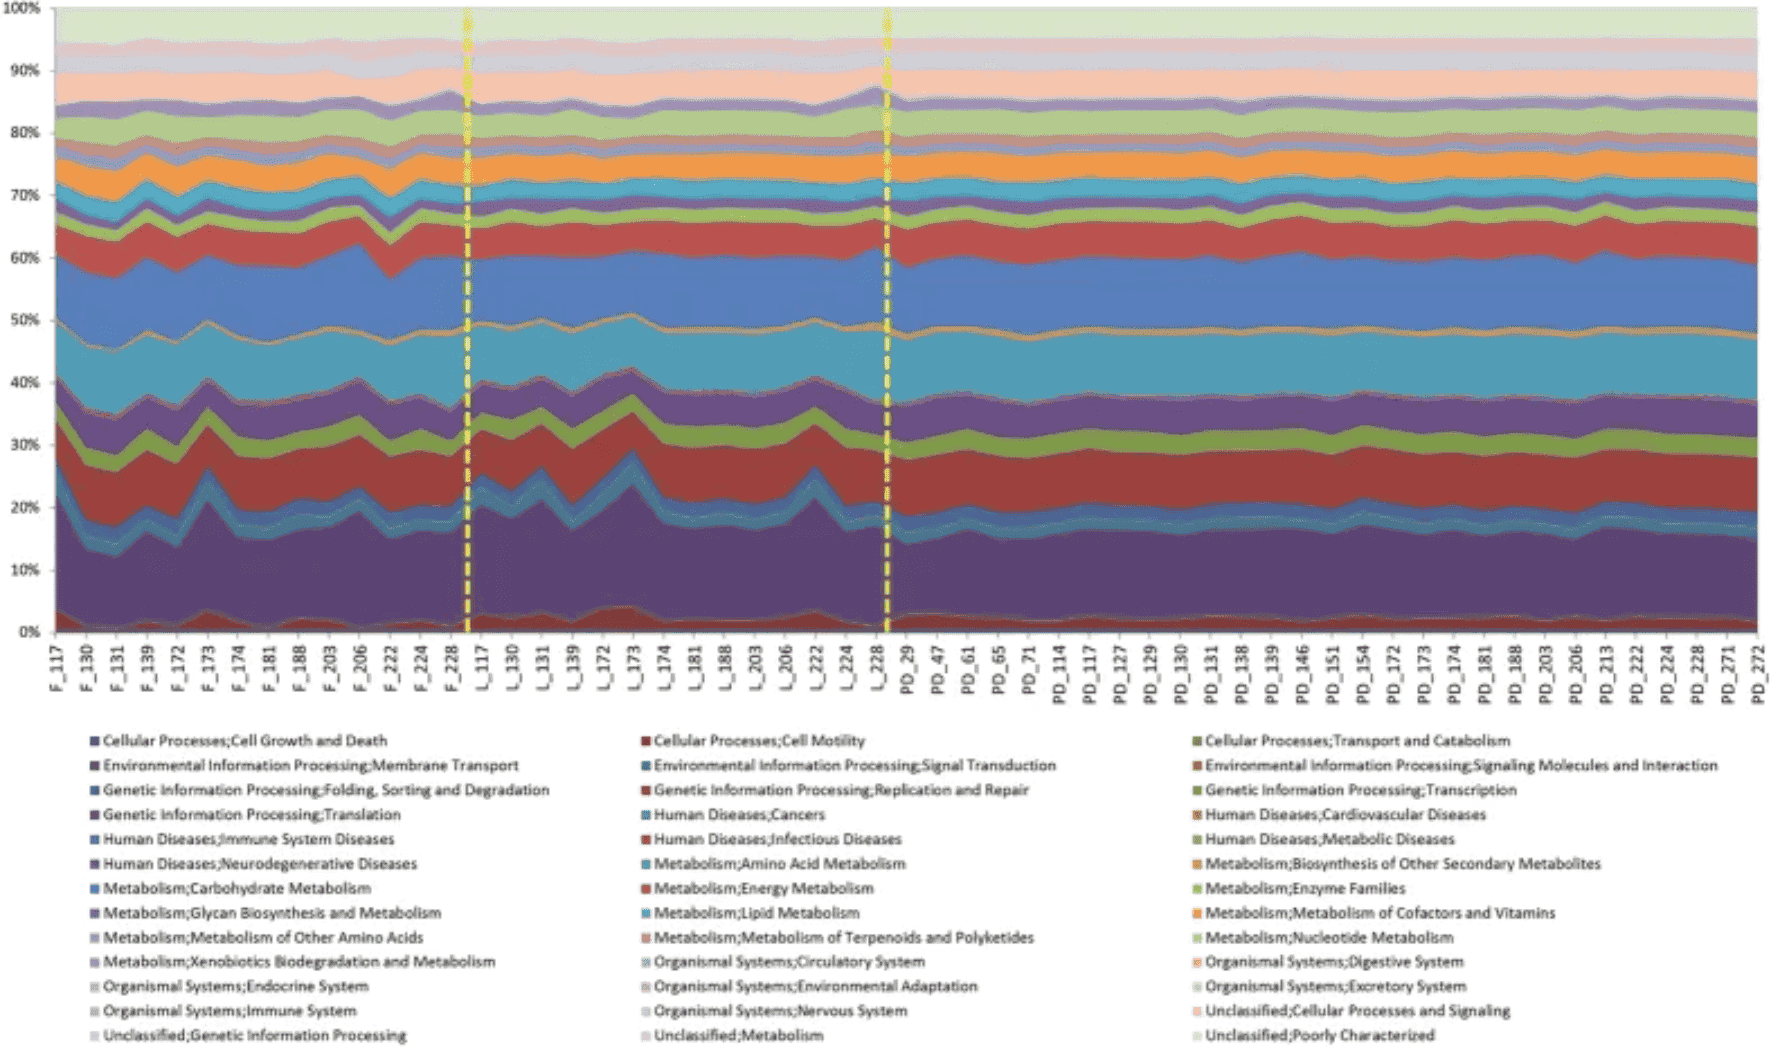 100%
90%
80%
70%
60%
50%
40%
30%
20%
10%
0%
F_117 F_130 F_131 F_139 F_172 F_173 F_174 F_181 F_188 F_203 F_206 F_222 F_224 F_228 L_117 L_130 L_131 L_139 L_172 L_173 L_174 L_181 L_188 L_203 L_206 L_222 L_224 L_228 PD_29 PD_47 PD_61 PD_65 PD_71 PD_114 PD_117 PD_127 PD_129 PD_130 PD_131 PD_138 PD_139 PD_146 PD_151 PD_154 PD_172 PD_173 PD_174 PD_181 PD_188 PD_203 PD_206 PD_213 PD_222 PD_224 PD_228 PD_271 PD_272
Cellular Processes;Cell Growth and Death Cellular Processes;Cell Motility Cellular Processes;Transport and Catabolism
Environmental Information Processing;Membrane Transport Environmental Information Processing;Signal Transduction Environmental Information Processing;Signaling Molecules and Interaction
Genetic Information Processing;Folding, Sorting and Degradation Genetic Information Processing;Replication and Repair Genetic Information Processing;Transcription
Genetic Information Processing;Translation Human Diseases;Cancers Human Diseases;Cardiovascular Diseases
Human Diseases;Immune System Diseases Human Diseases;Infectious Diseases Human Diseases;Metabolic Diseases
Human Diseases;Neurodegenerative Diseases Metabolism;Amino Acid Metabolism Metabolism;Biosynthesis of Other Secondary Metabolites
Metabolism;Carbohydrate Metabolism Metabolism;Energy Metabolism Metabolism;Enzyme Families
Metabolism;Glycan Biosynthesis and Metabolism Metabolism;Lipid Metabolism Metabolism;Metabolism of Cofactors and Vitamins
Metabolism;Metabolism of Other Amino Acids Metabolism;Metabolism of Terpenoids and Polyketides Metabolism;Nucleotide Metabolism
Metabolism;Xenobiotics Biodegradation and Metabolism Organismal Systems;Circulatory System Organismal Systems;Digestive System
Organismal Systems;Endocrine System Organismal Systems;Environmental Adaptation Organismal Systems;Excretory System
Organismal Systems;Immune System Organismal Systems;Nervous System Unclassified;Cellular Processes and Signaling
Unclassified;Genetic Information Processing Unclassified;Metabolism Unclassified;Poorly Characterized